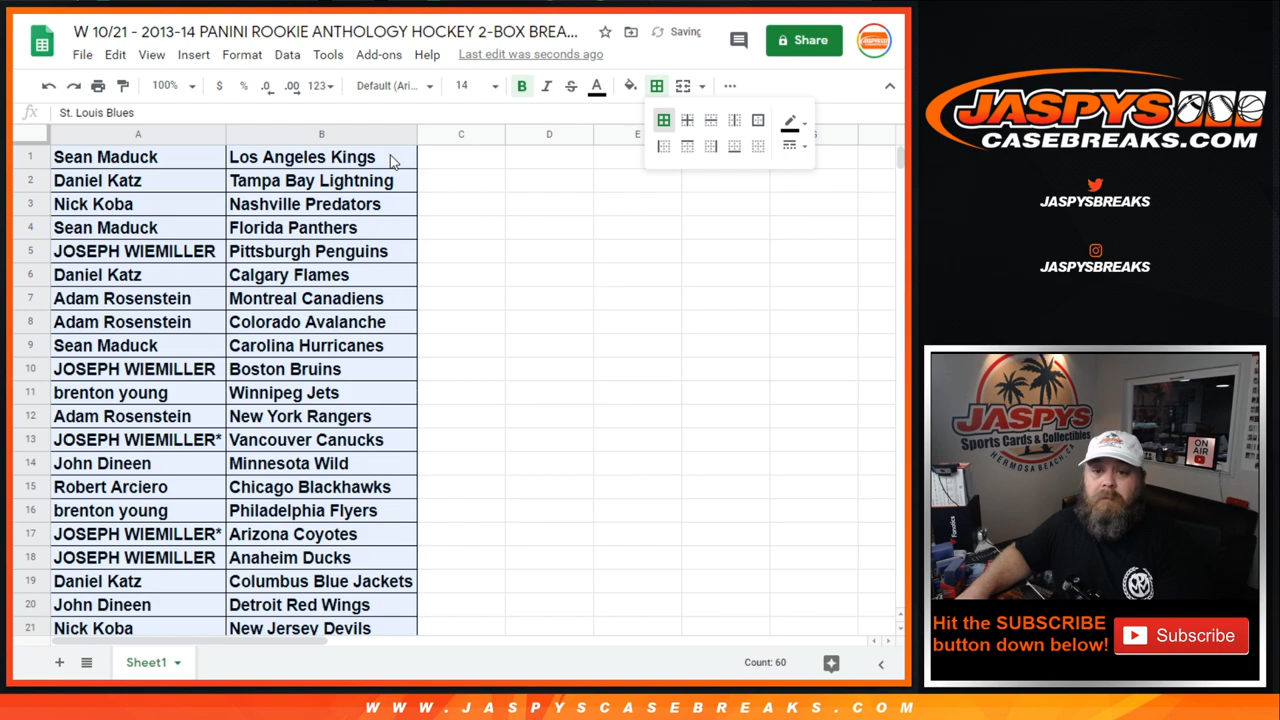 W 10/21 - 2013-14 PANINI ROOKIE ANTHOLOGY HOCKEY 2-BOX BREA... Saving
File Edit View Insert Format Data Tools Add-ons Help Last edit was seconds ago
Share
100% $ % .0 .00 123 Default (Ari... 14 B I S A
fx St. Louis Blues
A B C D E
1 Sean Maduck Los Angeles Kings
2 Daniel Katz Tampa Bay Lightning
3 Nick Koba Nashville Predators
4 Sean Maduck Florida Panthers
5 JOSEPH WIEMILLER Pittsburgh Penguins
6 Daniel Katz Calgary Flames
7 Adam Rosenstein Montreal Canadiens
8 Adam Rosenstein Colorado Avalanche
9 Sean Maduck Carolina Hurricanes
10 JOSEPH WIEMILLER Boston Bruins
11 brenton young Winnipeg Jets
12 Adam Rosenstein New York Rangers
13 JOSEPH WIEMILLER* Vancouver Canucks
14 John Dineen Minnesota Wild
15 Robert Arciero Chicago Blackhawks
16 brenton young Philadelphia Flyers
17 JOSEPH WIEMILLER* Arizona Coyotes
18 JOSEPH WIEMILLER Anaheim Ducks
19 Daniel Katz Columbus Blue Jackets
20 John Dineen Detroit Red Wings
21 Nick Koba New Jersey Devils
Sheet1 Count: 60
JASPYS
CASEBREAKS.COM
JASPYSBREAKS
JASPYSBREAKS
JASPYS
Sports Cards & Collectibles
HERMOSA BEACH, CA
ON
AIR
Fanatics
Hit the SUBSCRIBE
button down below!
Subscribe
WWW.JASPYSCASEBREAKS.COM